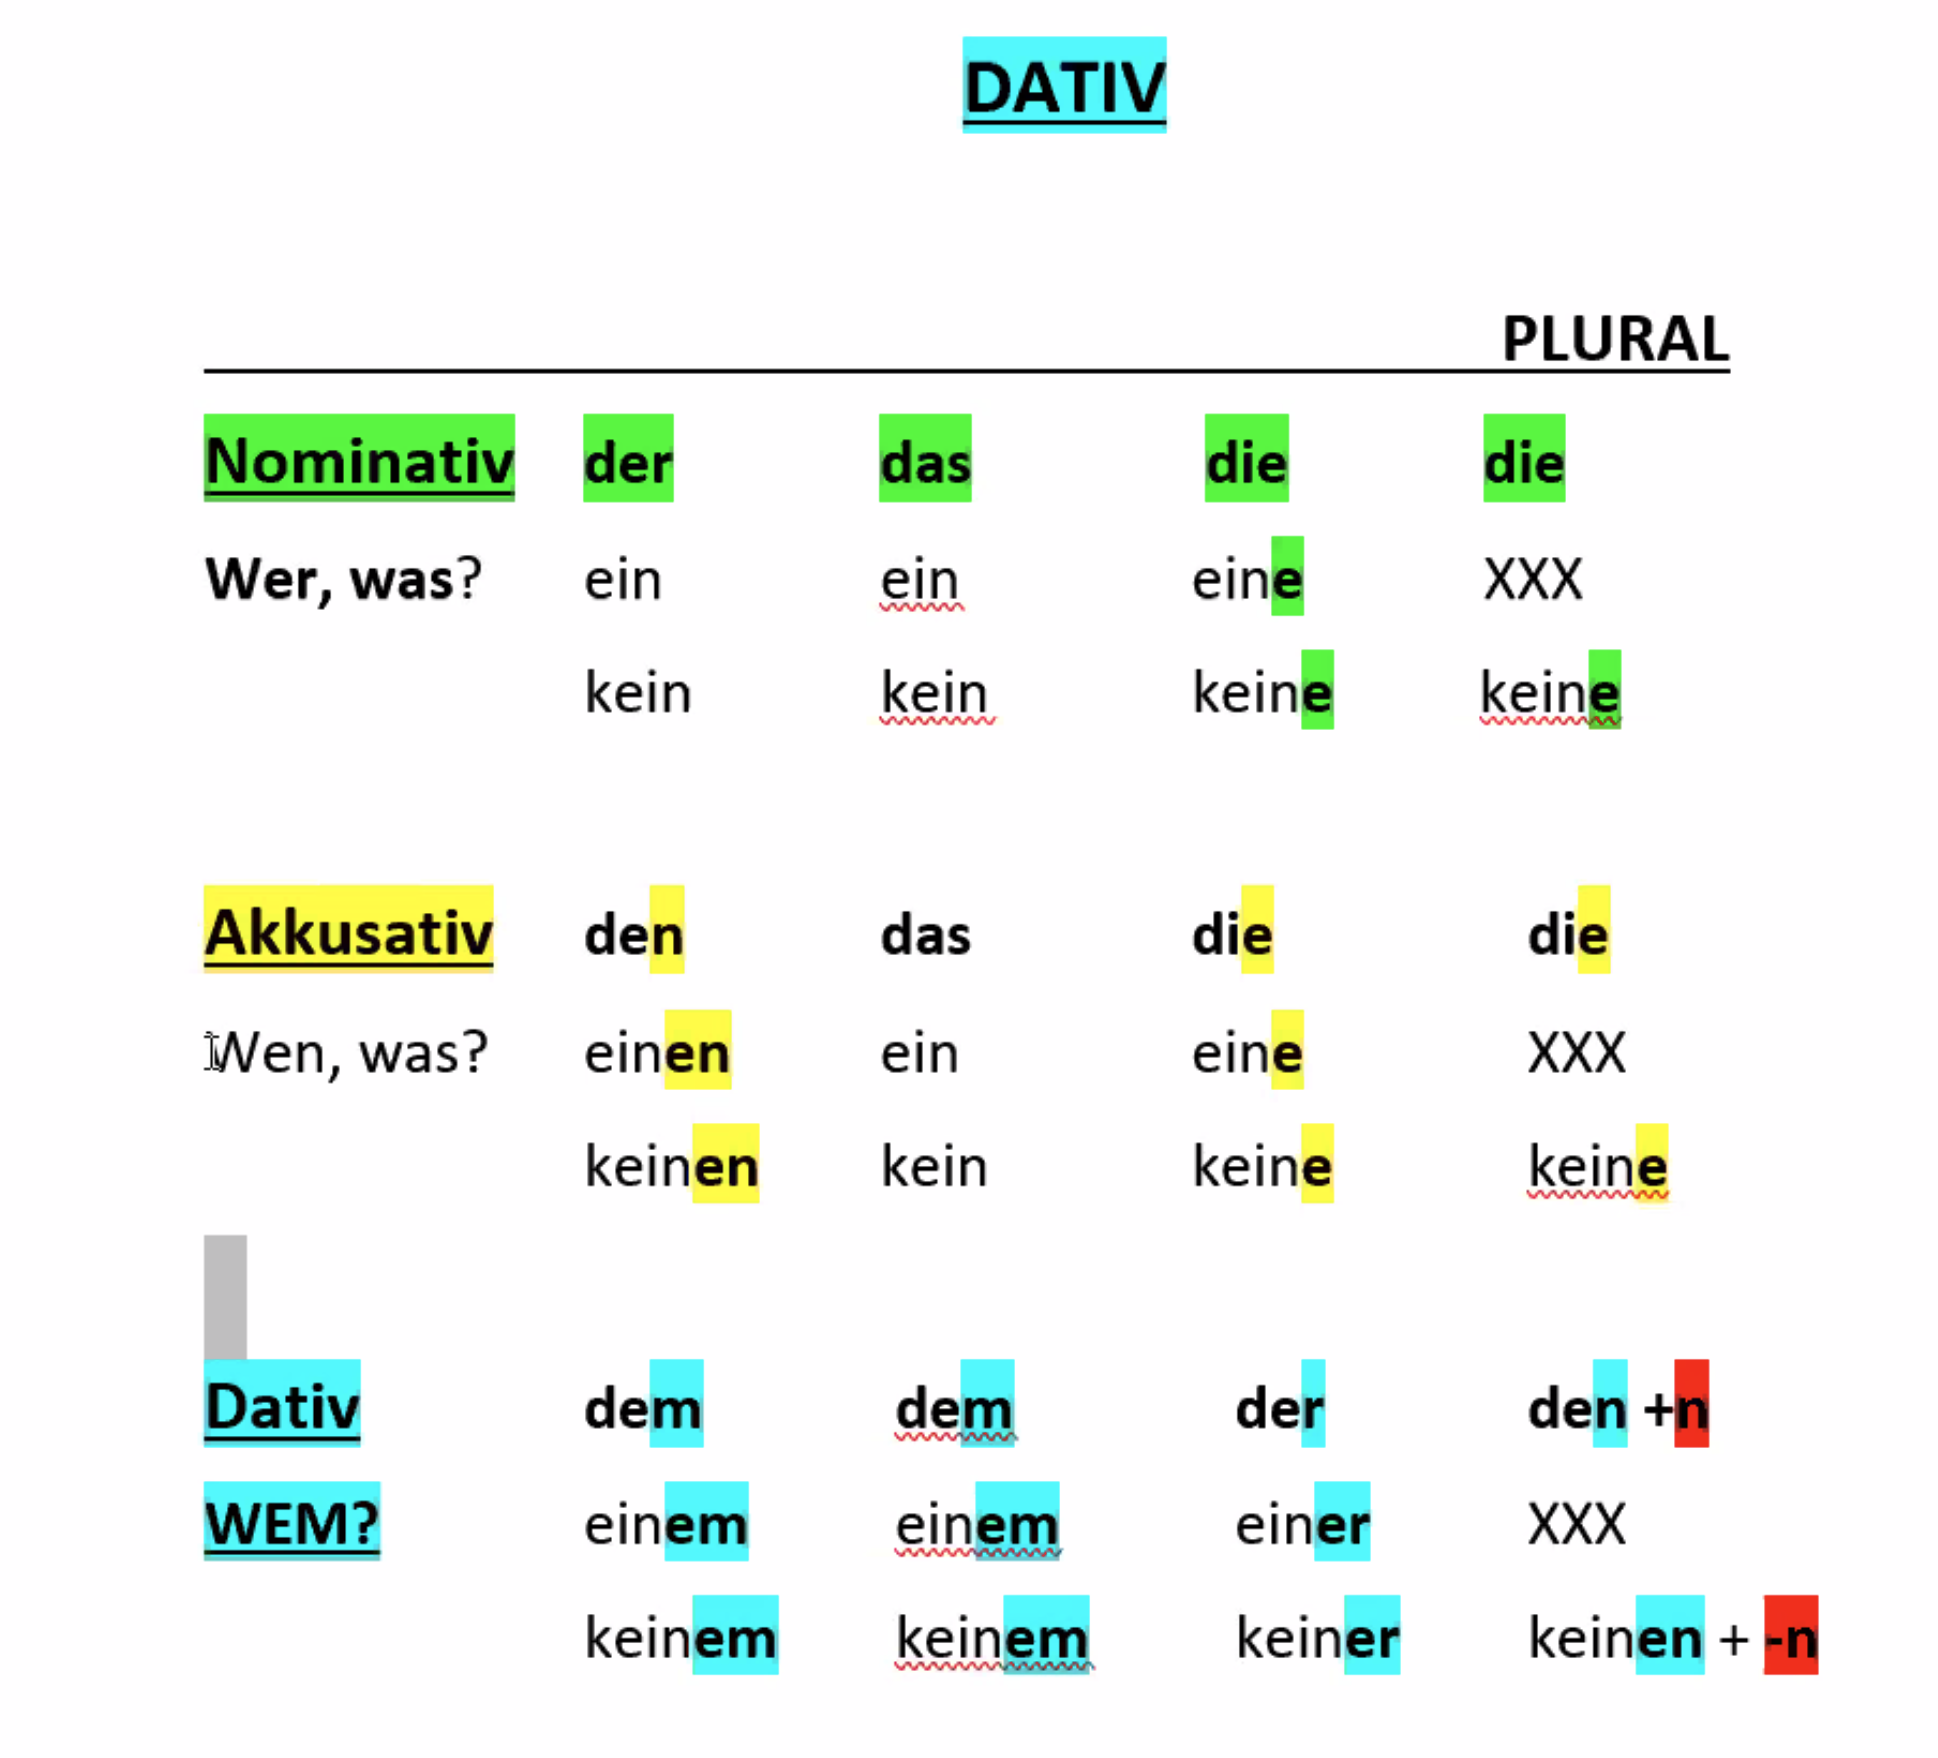 DATIV
PLURAL
Nominativ der das die die
Wer, was? ein ein eine XXX
kein kein keine keine
Akkusativ den das die die
Wen, was? einen ein eine XXX
keinen kein keine keine
Dativ dem dem der den +n
WEM? einem einem einer XXX
keinem keinem keiner keinen + -n